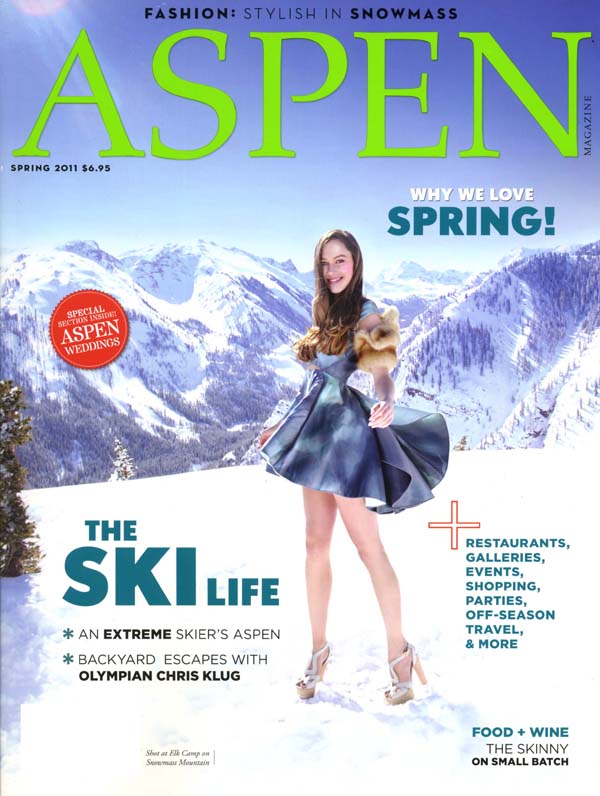 FASHION: STYLISH IN SNOWMASS
ASPEN
MAGAZINE
SPRING 2011 $6.95
WHY WE LOVE
SPRING!
SPECIAL
SECTION INSIDE!
ASPEN
WEDDINGS
THE
SKI LIFE
* AN EXTREME SKIER'S ASPEN
* BACKYARD ESCAPES WITH
OLYMPIAN CHRIS KLUG
+
RESTAURANTS,
GALLERIES,
EVENTS,
SHOPPING,
PARTIES,
OFF-SEASON
TRAVEL,
& MORE
Shot at Elk Camp on
Snowmass Mountain
FOOD + WINE
THE SKINNY
ON SMALL BATCH